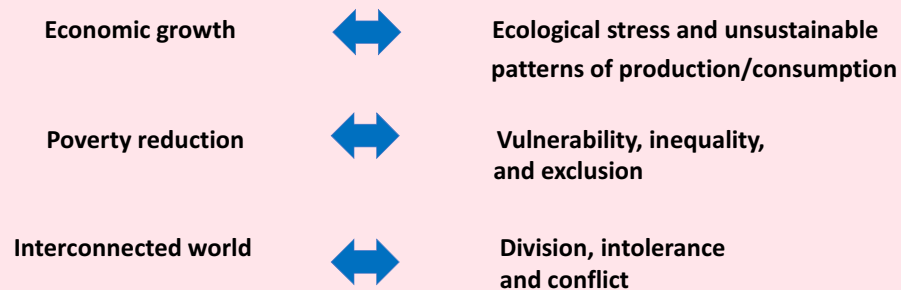 Economic growth
Ecological stress and unsustainable
patterns of production/consumption
Poverty reduction
Vulnerability, inequality,
and exclusion
Interconnected world
Division, intolerance
and conflict